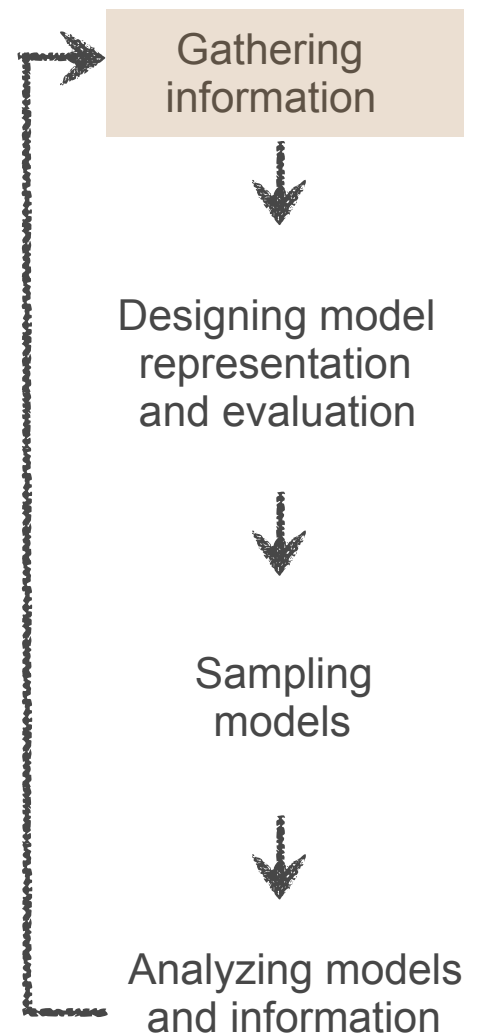 Gathering
information
Designing model
representation
and evaluation
Sampling
models
Analyzing models
and information